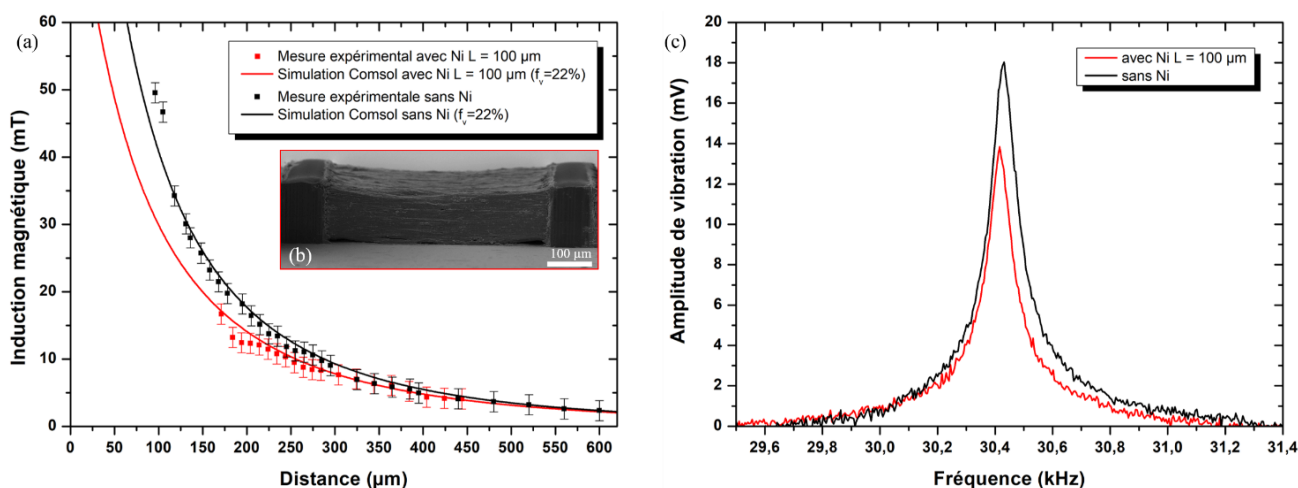 (a)
60
50
40
30
20
10
0
Induction magnétique (mT)
Mesure expérimental avec Ni L = 100 µm
Simulation Comsol avec Ni L = 100 µm (fv=22%)
Mesure expérimentale sans Ni
Simulation Comsol sans Ni (fv=22%)
(b)
100 µm
0 50 100 150 200 250 300 350 400 450 500 550 600
Distance (µm)
(c)
20
18
16
14
12
10
8
6
4
2
0
Amplitude de vibration (mV)
avec Ni L = 100 µm
sans Ni
29,6 29,8 30,0 30,2 30,4 30,6 30,8 31,0 31,2 31,4
Fréquence (kHz)